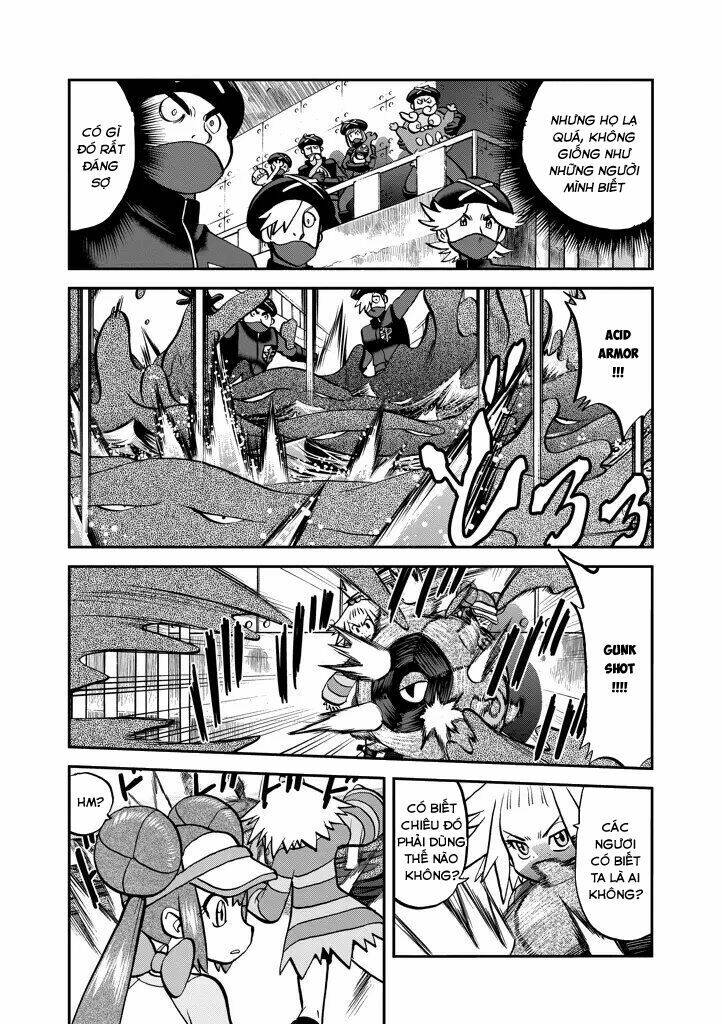 NHƯNG HỌ LẠ
QUÁ, KHÔNG
GIỐNG NHƯ
NHỮNG NGƯỜI
MÌNH BIẾT
CÓ GÌ
ĐÓ RẤT
ĐÁNG
SỢ
ACID
ARMOR
!!!
GUNK
SHOT
!!!!
CÁC
NGƯƠI
CÓ BIẾT
TA LÀ AI
KHÔNG?
CÓ BIẾT
CHIÊU ĐÓ
PHẢI DÙNG
THẾ NÀO
KHÔNG?
HM?